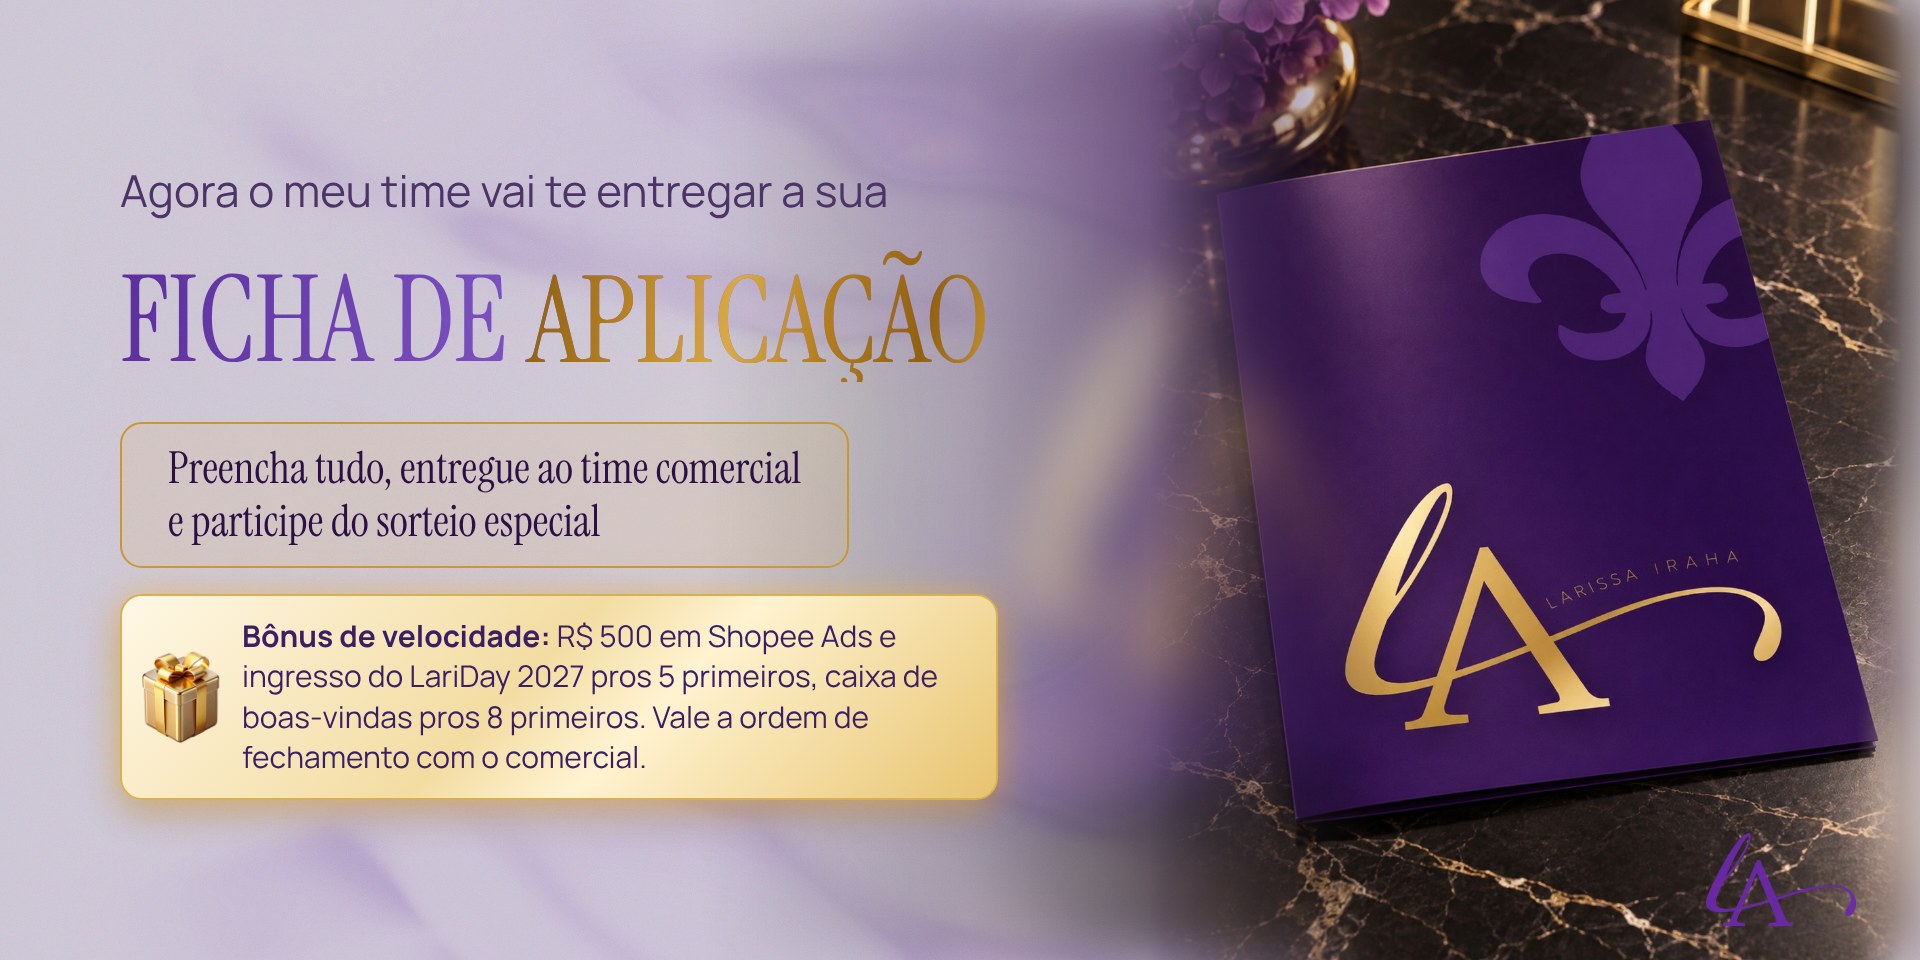 Agora o meu time vai te entregar a sua
FICHA DE APLICAÇÃO
Preencha tudo, entregue ao time comercial
e participe do sorteio especial
Bônus de velocidade: R$ 500 em Shopee Ads e
ingresso do LariDay 2027 pros 5 primeiros, caixa de
boas-vindas pros 8 primeiros. Vale a ordem de
fechamento com o comercial.
lA
LARISSA IRAHA
lA